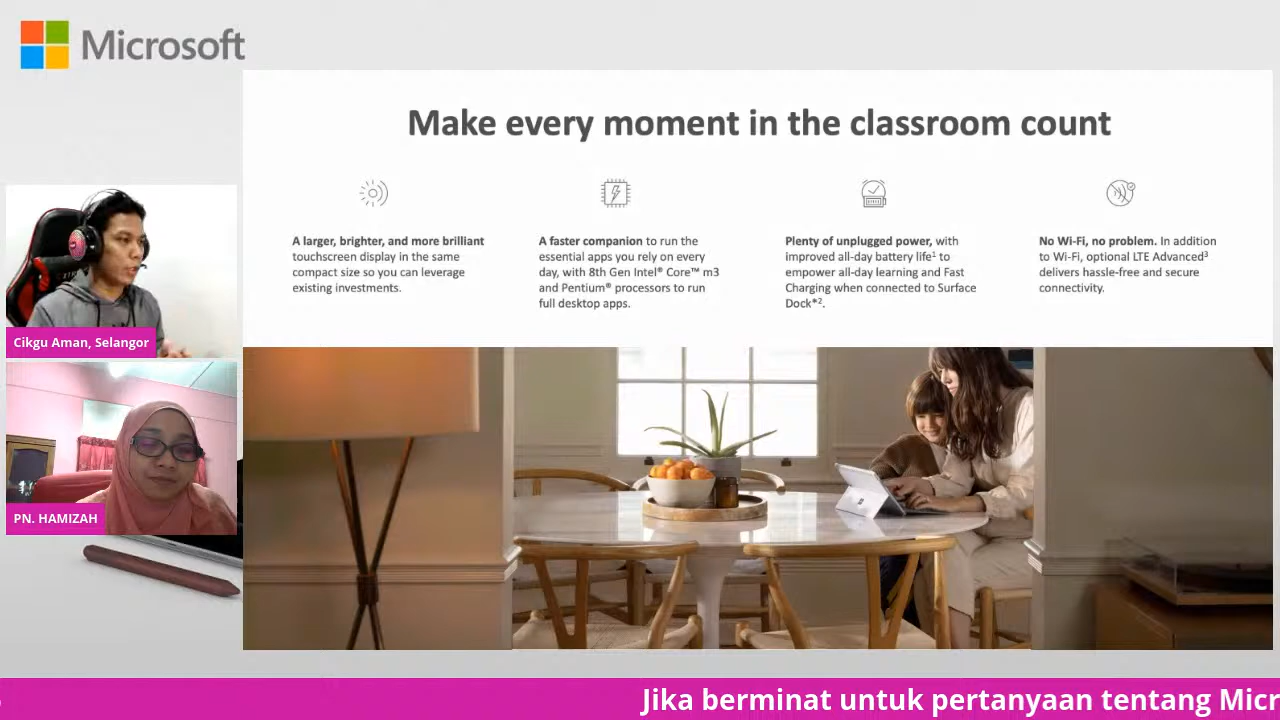 Microsoft
Make every moment in the classroom count
A larger, brighter, and more brilliant
touchscreen display in the same
compact size so you can leverage
existing investments.
A faster companion to run the
essential apps you rely on every
day, with 8th Gen Intel® Core™ m3
and Pentium® processors to run
full desktop apps.
Plenty of unplugged power, with
improved all-day battery life¹ to
empower all-day learning and Fast
Charging when connected to Surface
Dock*².
No Wi-Fi, no problem. In addition
to Wi-Fi, optional LTE Advanced³
delivers hassle-free and secure
connectivity.
Cikgu Aman, Selangor
PN. HAMIZAH
Jika berminat untuk pertanyaan tentang Micr